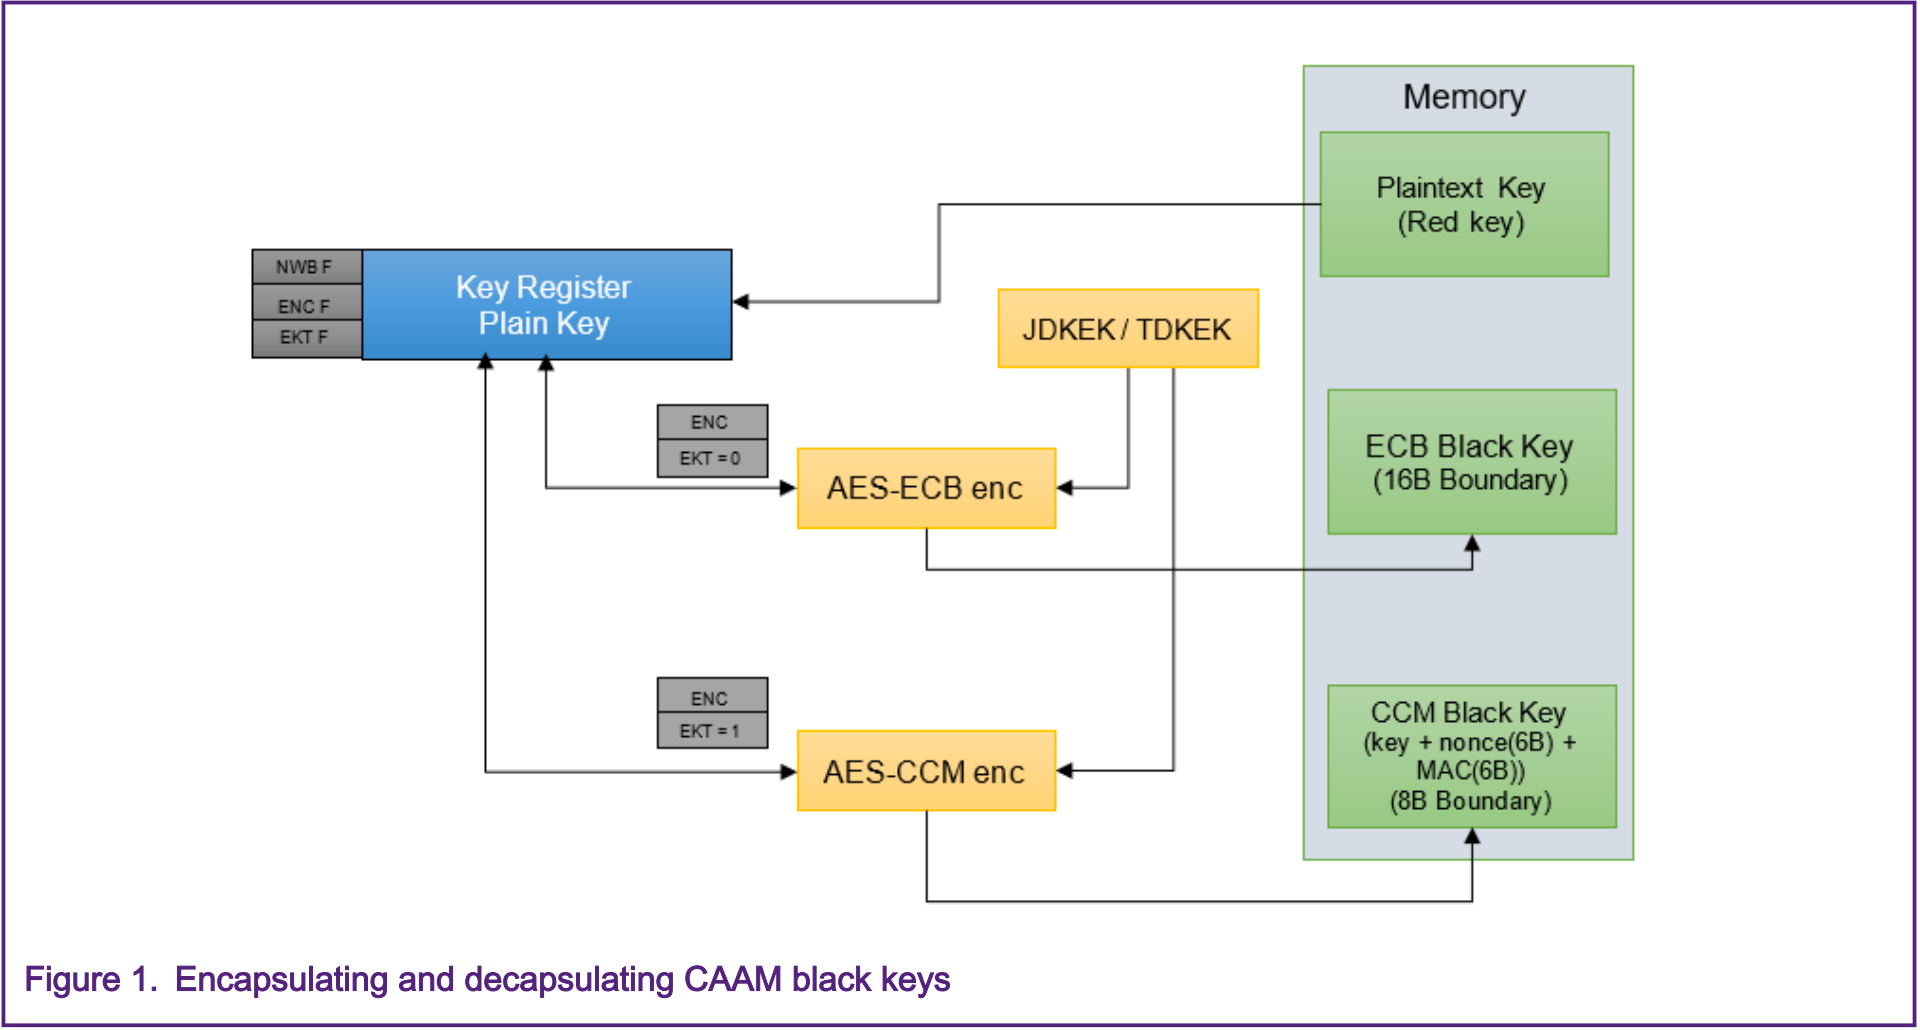 Memory
Plaintext Key
(Red key)
NWB F
ENC F
EKT F
Key Register
Plain Key
JDKEK / TDKEK
ENC
EKT = 0
AES-ECB enc
ECB Black Key
(16B Boundary)
ENC
EKT = 1
AES-CCM enc
CCM Black Key
(key + nonce(6B) +
MAC(6B))
(8B Boundary)
Figure 1. Encapsulating and decapsulating CAAM black keys